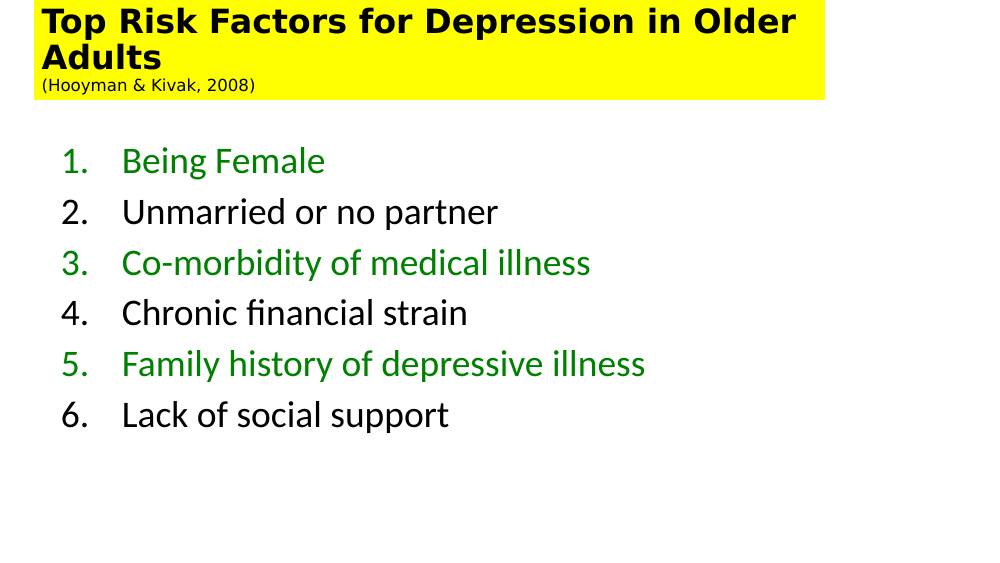 Top Risk Factors for Depression in Older
Adults
(Hooyman & Kivak, 2008)
1. Being Female
2. Unmarried or no partner
3. Co-morbidity of medical illness
4. Chronic financial strain
5. Family history of depressive illness
6. Lack of social support